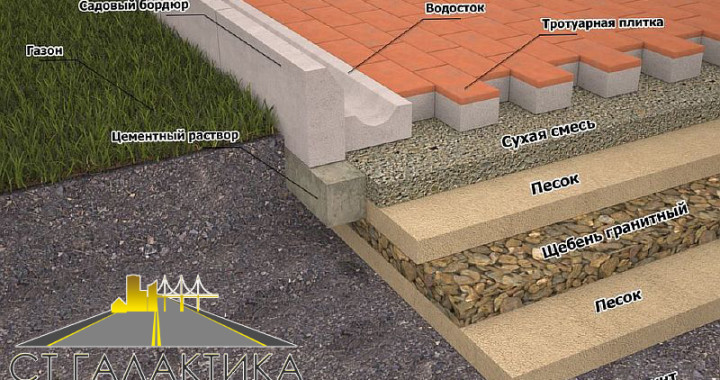 Садовый бордюр
Водосток
Тротуарная плитка
Газон
Цементный раствор
Сухая смесь
Песок
Щебень гранитный
Песок
СТ ГАЛАКТИКА